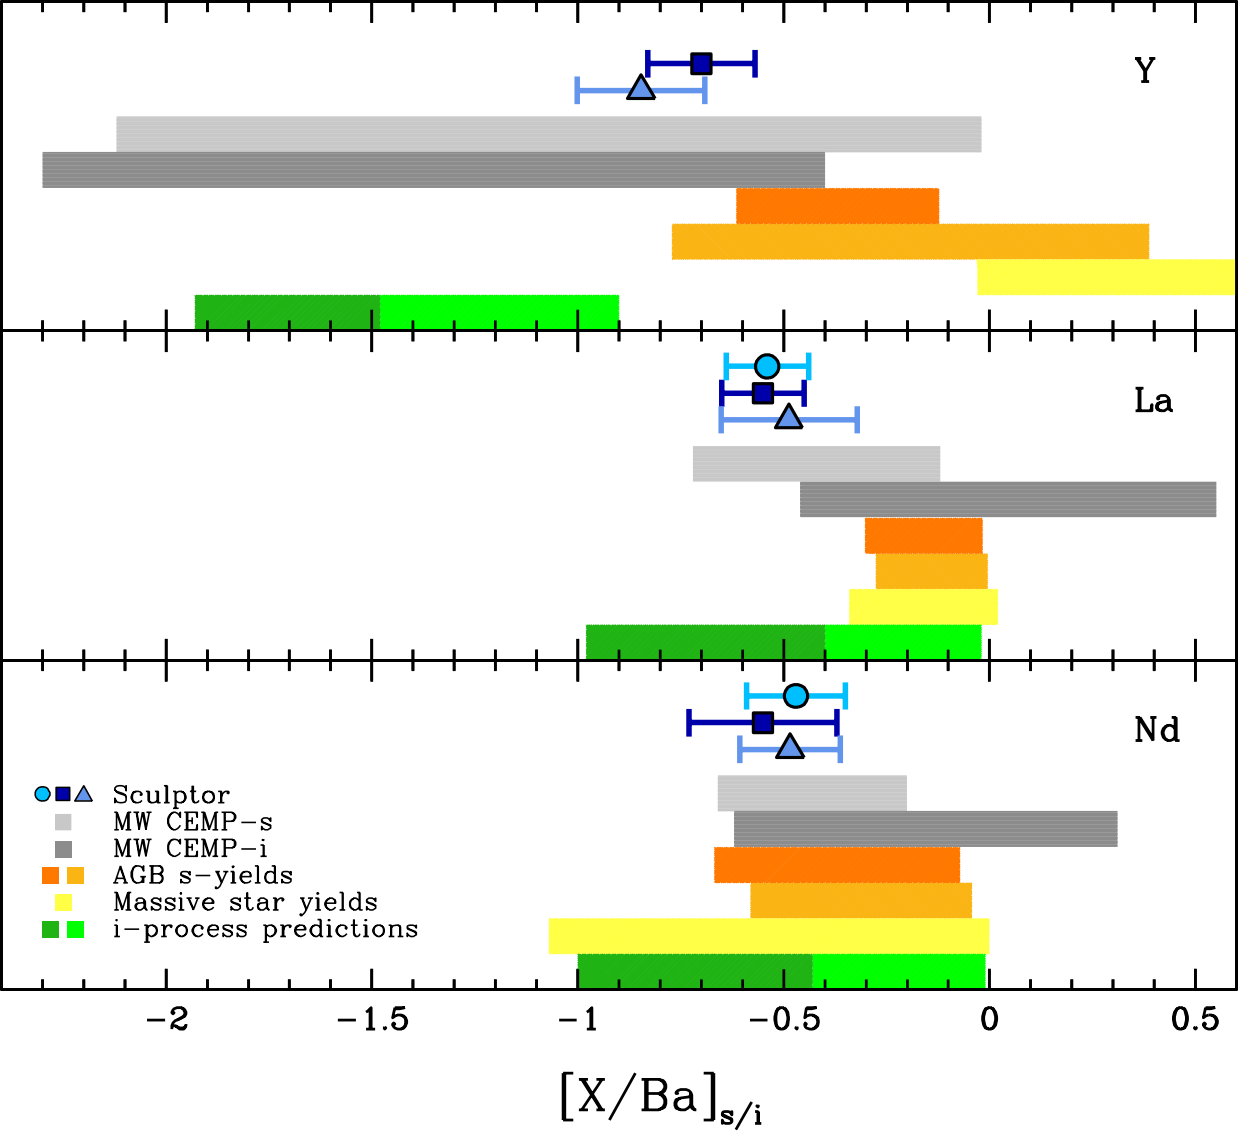 Y
La
Nd
Sculptor
MW CEMP-s
MW CEMP-i
AGB s-yields
Massive star yields
i-process predictions
-2 -1.5 -1 -0.5 0 0.5
[X/Ba]s/i